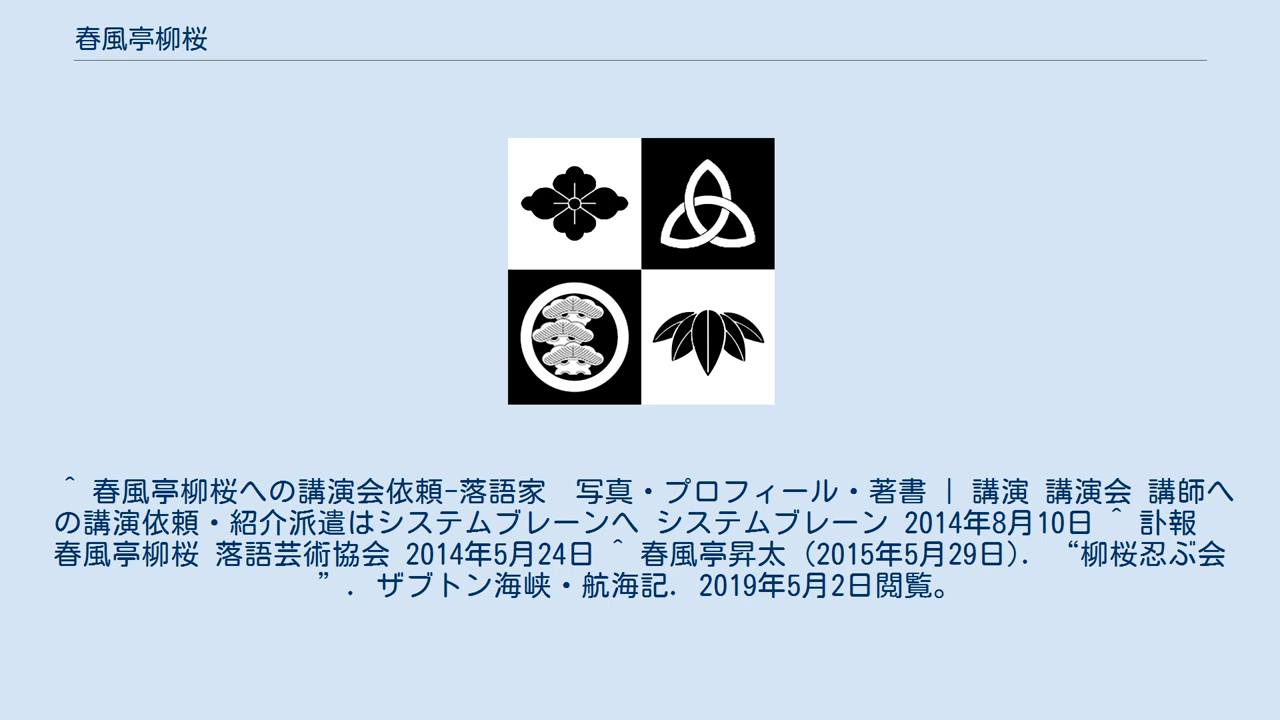 春風亭柳桜
^ 春風亭柳桜への講演会依頼-落語家　写真・プロフィール・著書 | 講演 講演会 講師へ
の講演依頼・紹介派遣はシステムブレーンへ システムブレーン 2014年8月10日 ^ 訃報
春風亭柳桜 落語芸術協会 2014年5月24日 ^ 春風亭昇太 (2015年5月29日). “柳桜忍ぶ会
”. ザブトン海峡・航海記. 2019年5月2日閲覧。